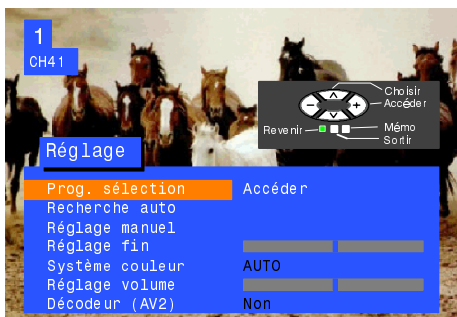 1
CH41
Choisir
Accéder
Revenir
Mémo
Sortir
Réglage
Prog. sélection Accéder
Recherche auto
Réglage manuel
Réglage fin
Système couleur AUTO
Réglage volume
Décodeur (AV2) Non